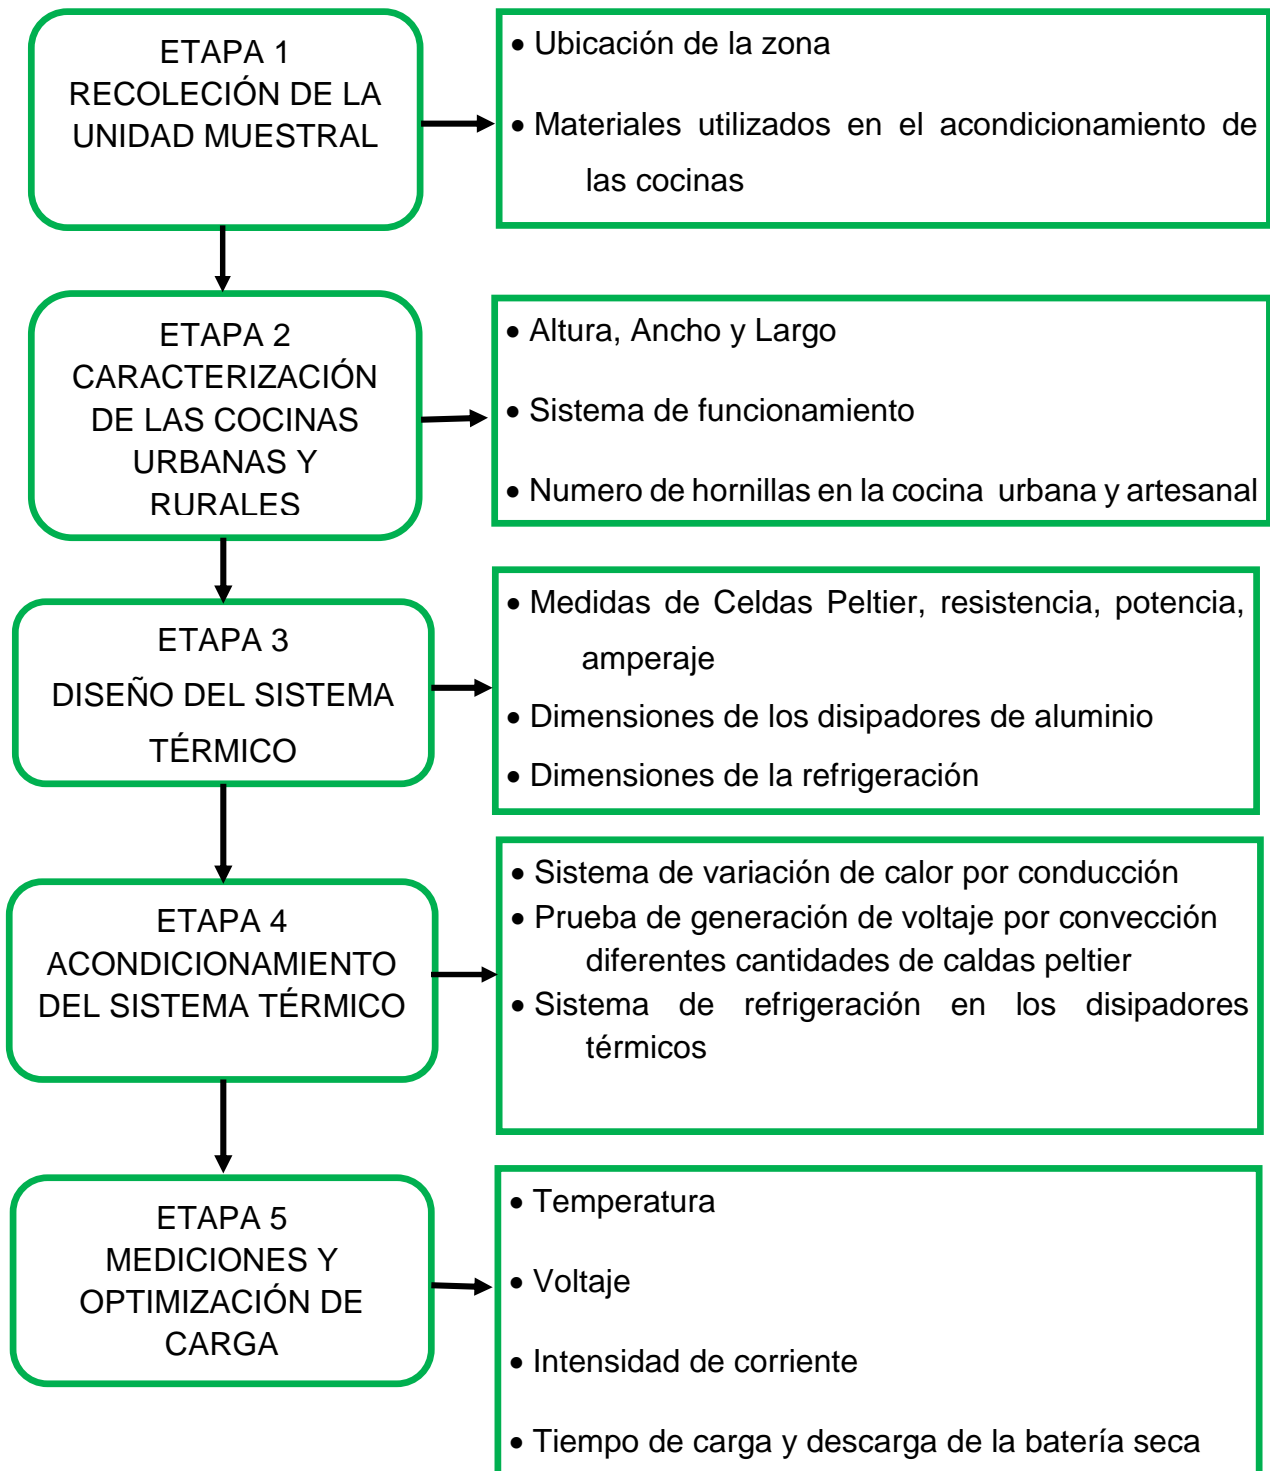 ETAPA 1
RECOLECIÓN DE LA
UNIDAD MUESTRAL
• Ubicación de la zona
• Materiales utilizados en el acondicionamiento de
las cocinas
ETAPA 2
CARACTERIZACIÓN
DE LAS COCINAS
URBANAS Y
RURALES
• Altura, Ancho y Largo
• Sistema de funcionamiento
• Numero de hornillas en la cocina urbana y artesanal
ETAPA 3
DISEÑO DEL SISTEMA
TÉRMICO
• Medidas de Celdas Peltier, resistencia, potencia,
amperaje
• Dimensiones de los disipadores de aluminio
• Dimensiones de la refrigeración
ETAPA 4
ACONDICIONAMIENTO
DEL SISTEMA TÉRMICO
• Sistema de variación de calor por conducción
• Prueba de generación de voltaje por convección
diferentes cantidades de caldas peltier
• Sistema de refrigeración en los disipadores
térmicos
ETAPA 5
MEDICIONES Y
OPTIMIZACIÓN DE
CARGA
• Temperatura
• Voltaje
• Intensidad de corriente
• Tiempo de carga y descarga de la batería seca